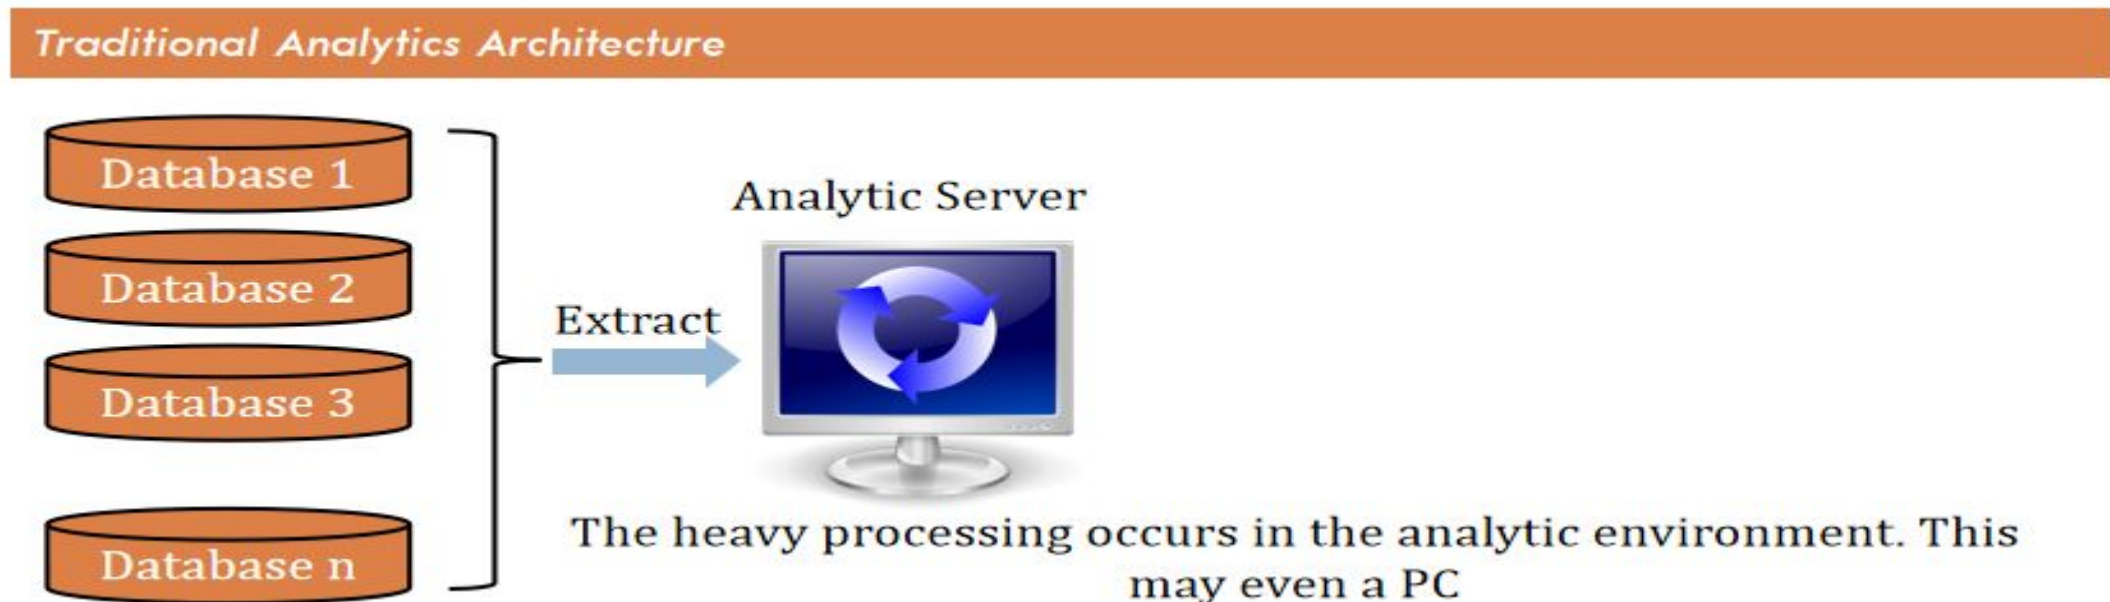 Traditional Analytics Architecture
Database 1
Database 2
Database 3
Database n
Extract
Analytic Server
The heavy processing occurs in the analytic environment. This
may even a PC